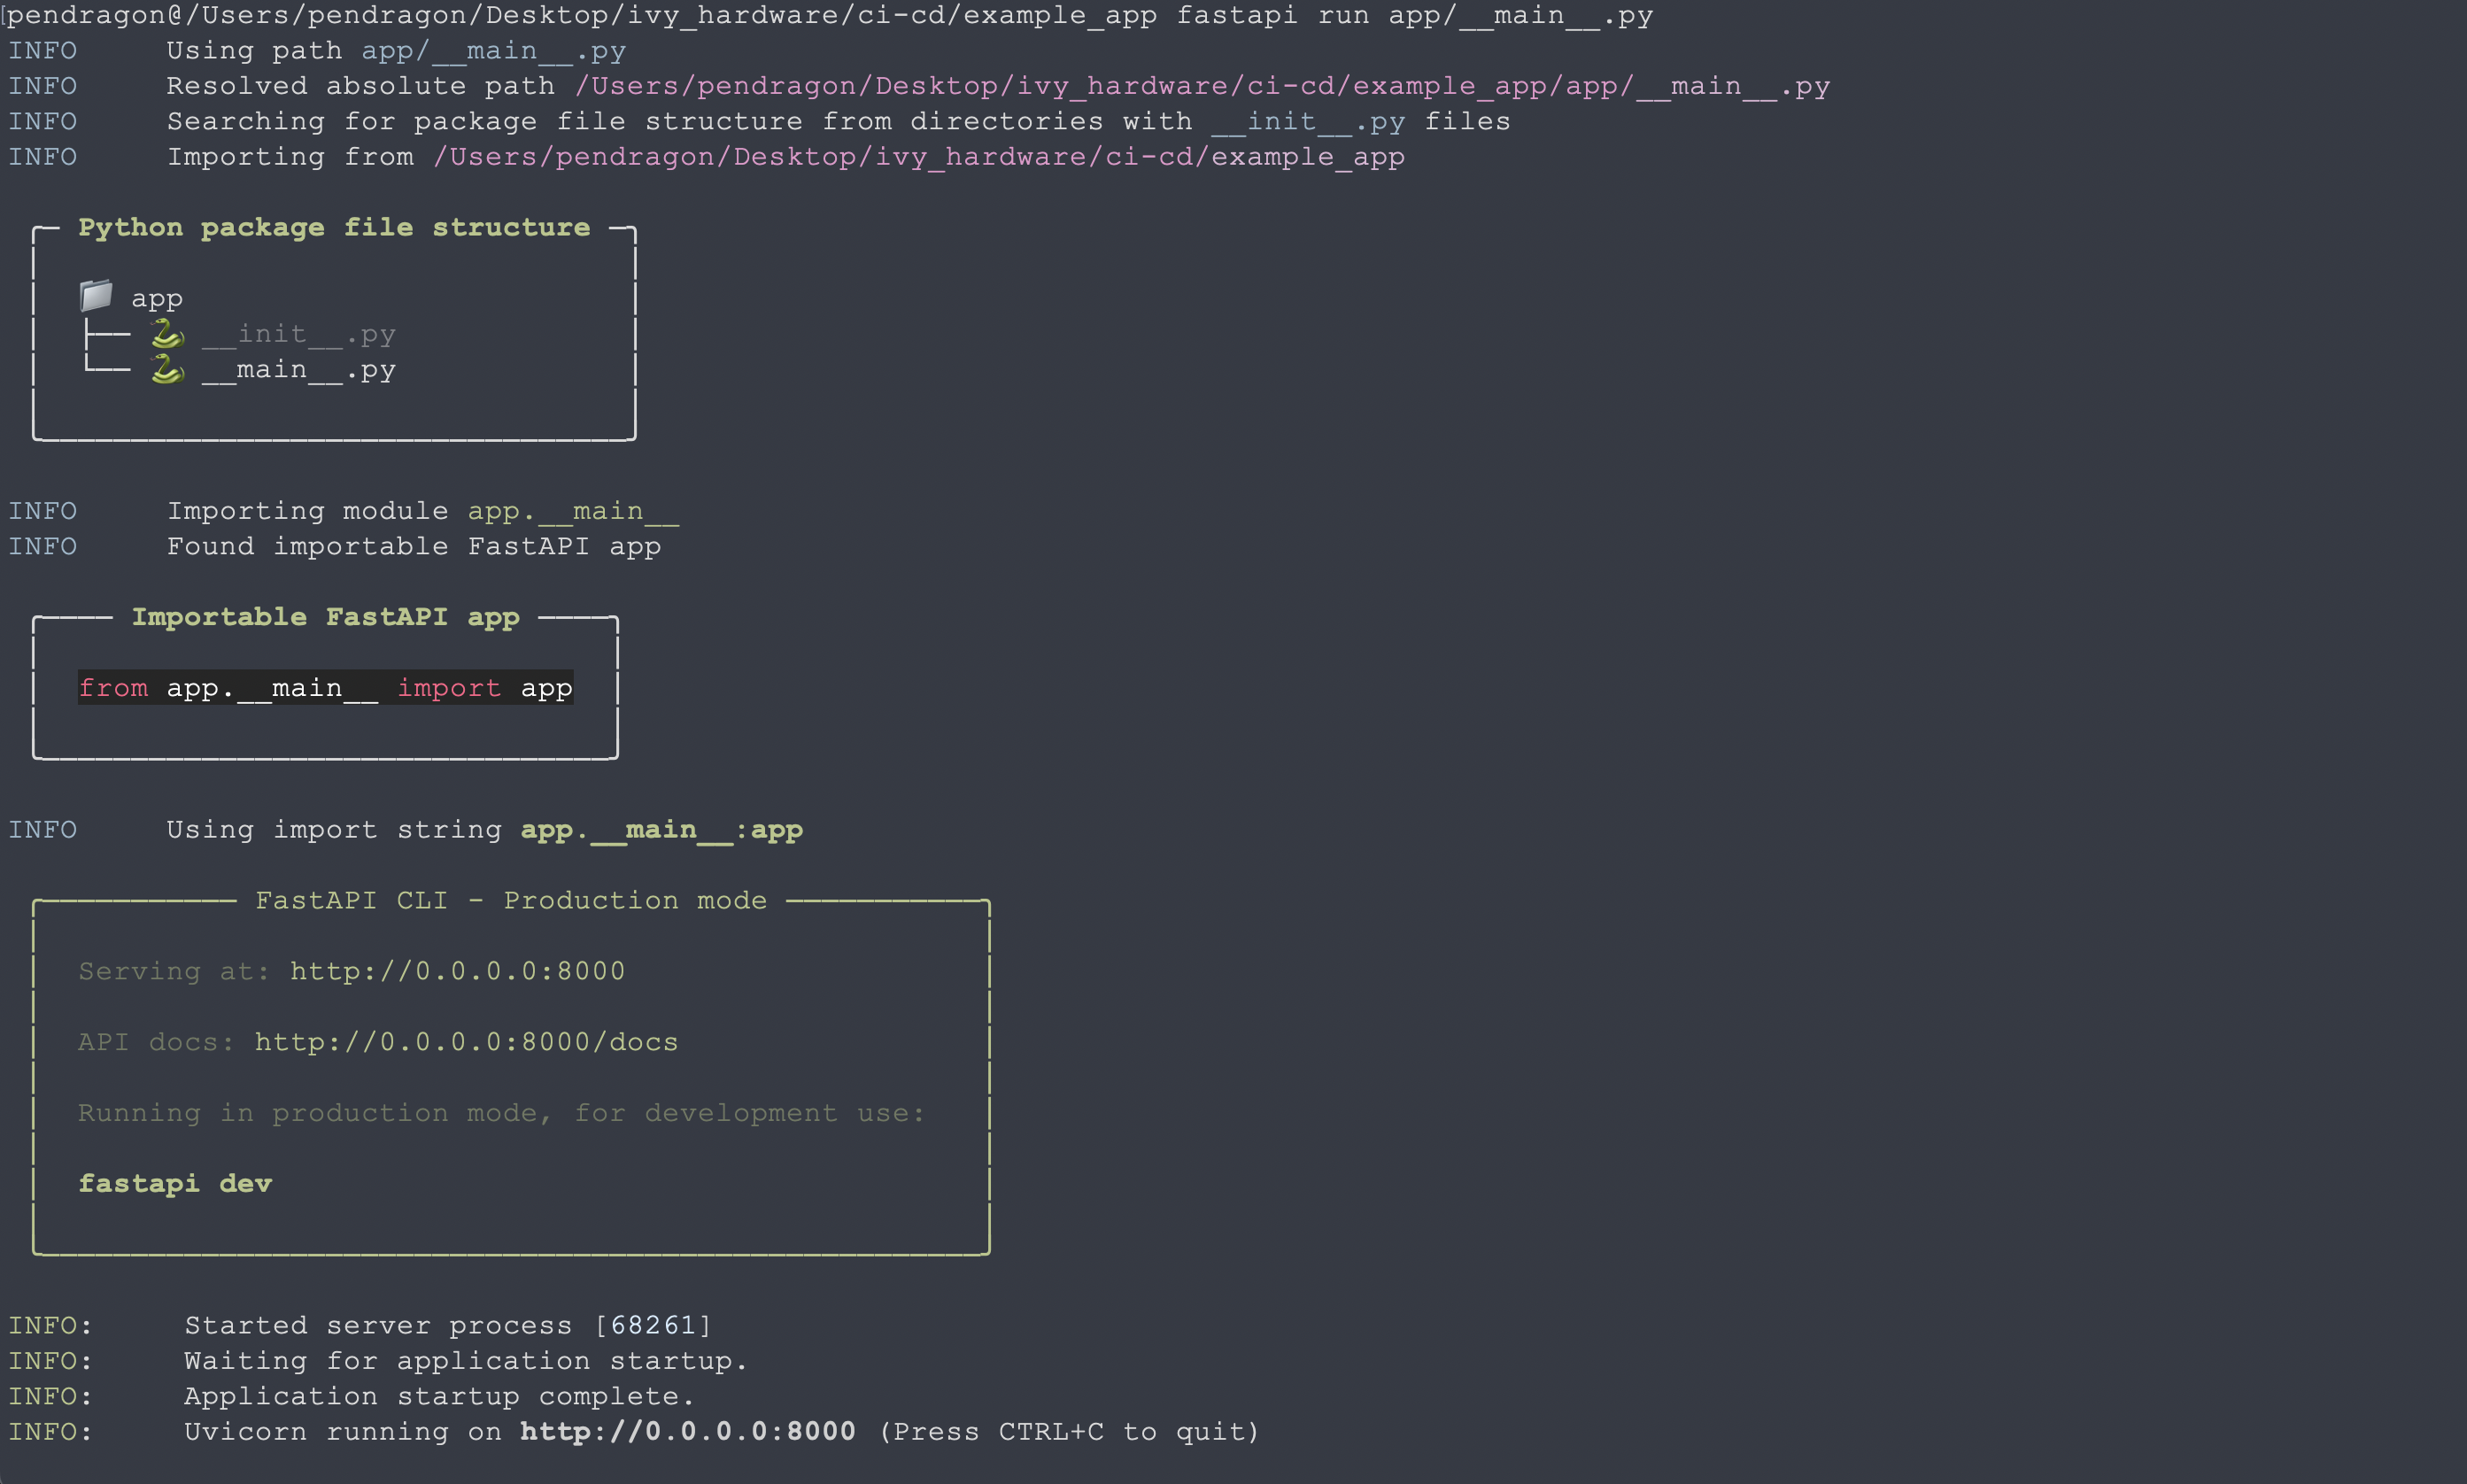 pendragon@/Users/pendragon/Desktop/ivy_hardware/ci-cd/example_app fastapi run app/__main__.py
INFO     Using path app/__main__.py
INFO     Resolved absolute path /Users/pendragon/Desktop/ivy_hardware/ci-cd/example_app/app/__main__.py
INFO     Searching for package file structure from directories with __init__.py files
INFO     Importing from /Users/pendragon/Desktop/ivy_hardware/ci-cd/example_app
Python package file structure
app
__init__.py
__main__.py
INFO     Importing module app.__main__
INFO     Found importable FastAPI app
Importable FastAPI app
from app.__main__ import app
INFO     Using import string app.__main__:app
FastAPI CLI - Production mode
Serving at: http://0.0.0.0:8000
API docs: http://0.0.0.0:8000/docs
Running in production mode, for development use:
fastapi dev
INFO:     Started server process [68261]
INFO:     Waiting for application startup.
INFO:     Application startup complete.
INFO:     Uvicorn running on http://0.0.0.0:8000 (Press CTRL+C to quit)